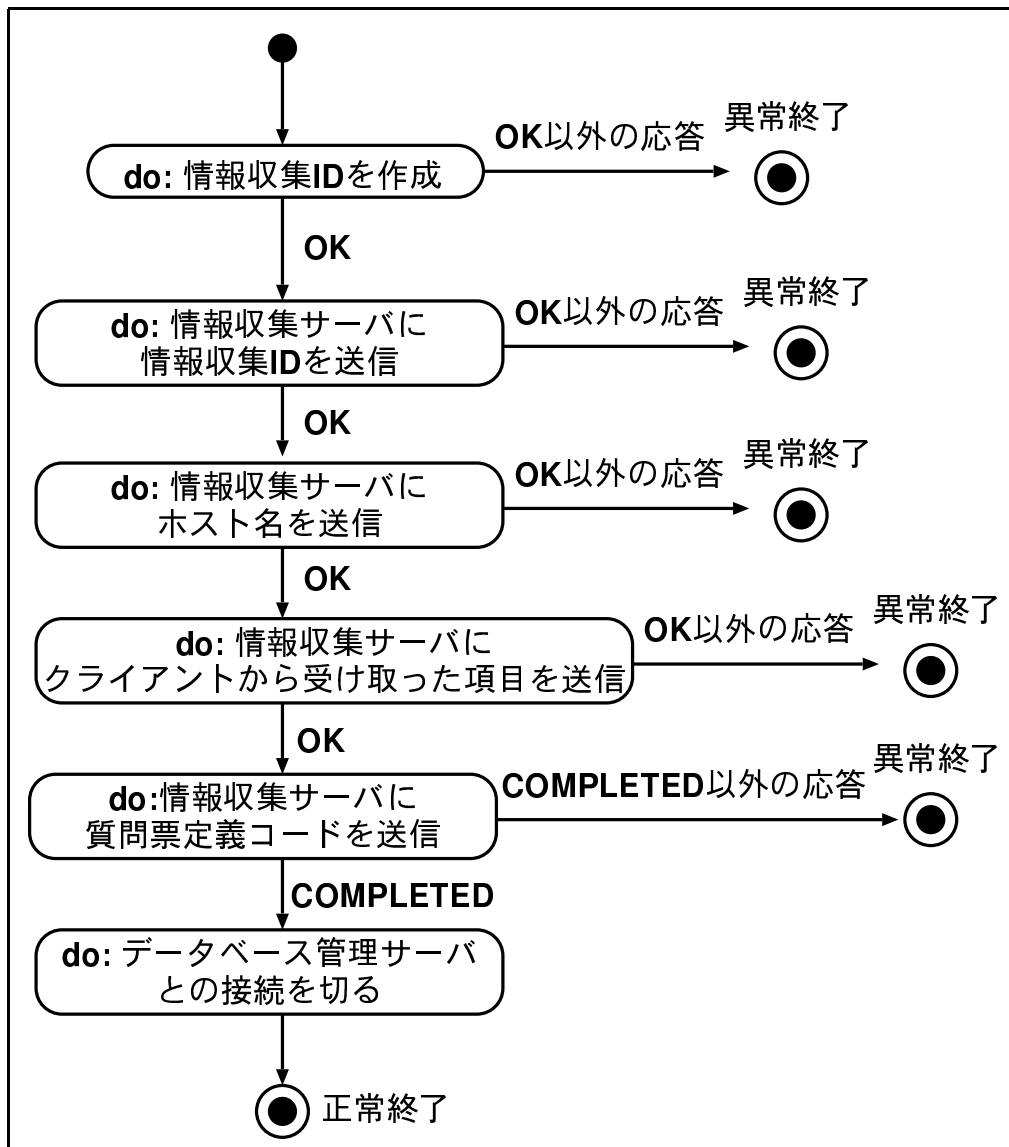 異常終了
OK以外の応答
do: 情報収集IDを作成
OK
異常終了
OK以外の応答
do: 情報収集サーバに
情報収集IDを送信
OK
異常終了
OK以外の応答
do: 情報収集サーバに
ホスト名を送信
OK
異常終了
OK以外の応答
do: 情報収集サーバに
クライアントから受け取った項目を送信
OK
異常終了
COMPLETED以外の応答
do:情報収集サーバに
質問票定義コードを送信
COMPLETED
do: データベース管理サーバ
との接続を切る
正常終了